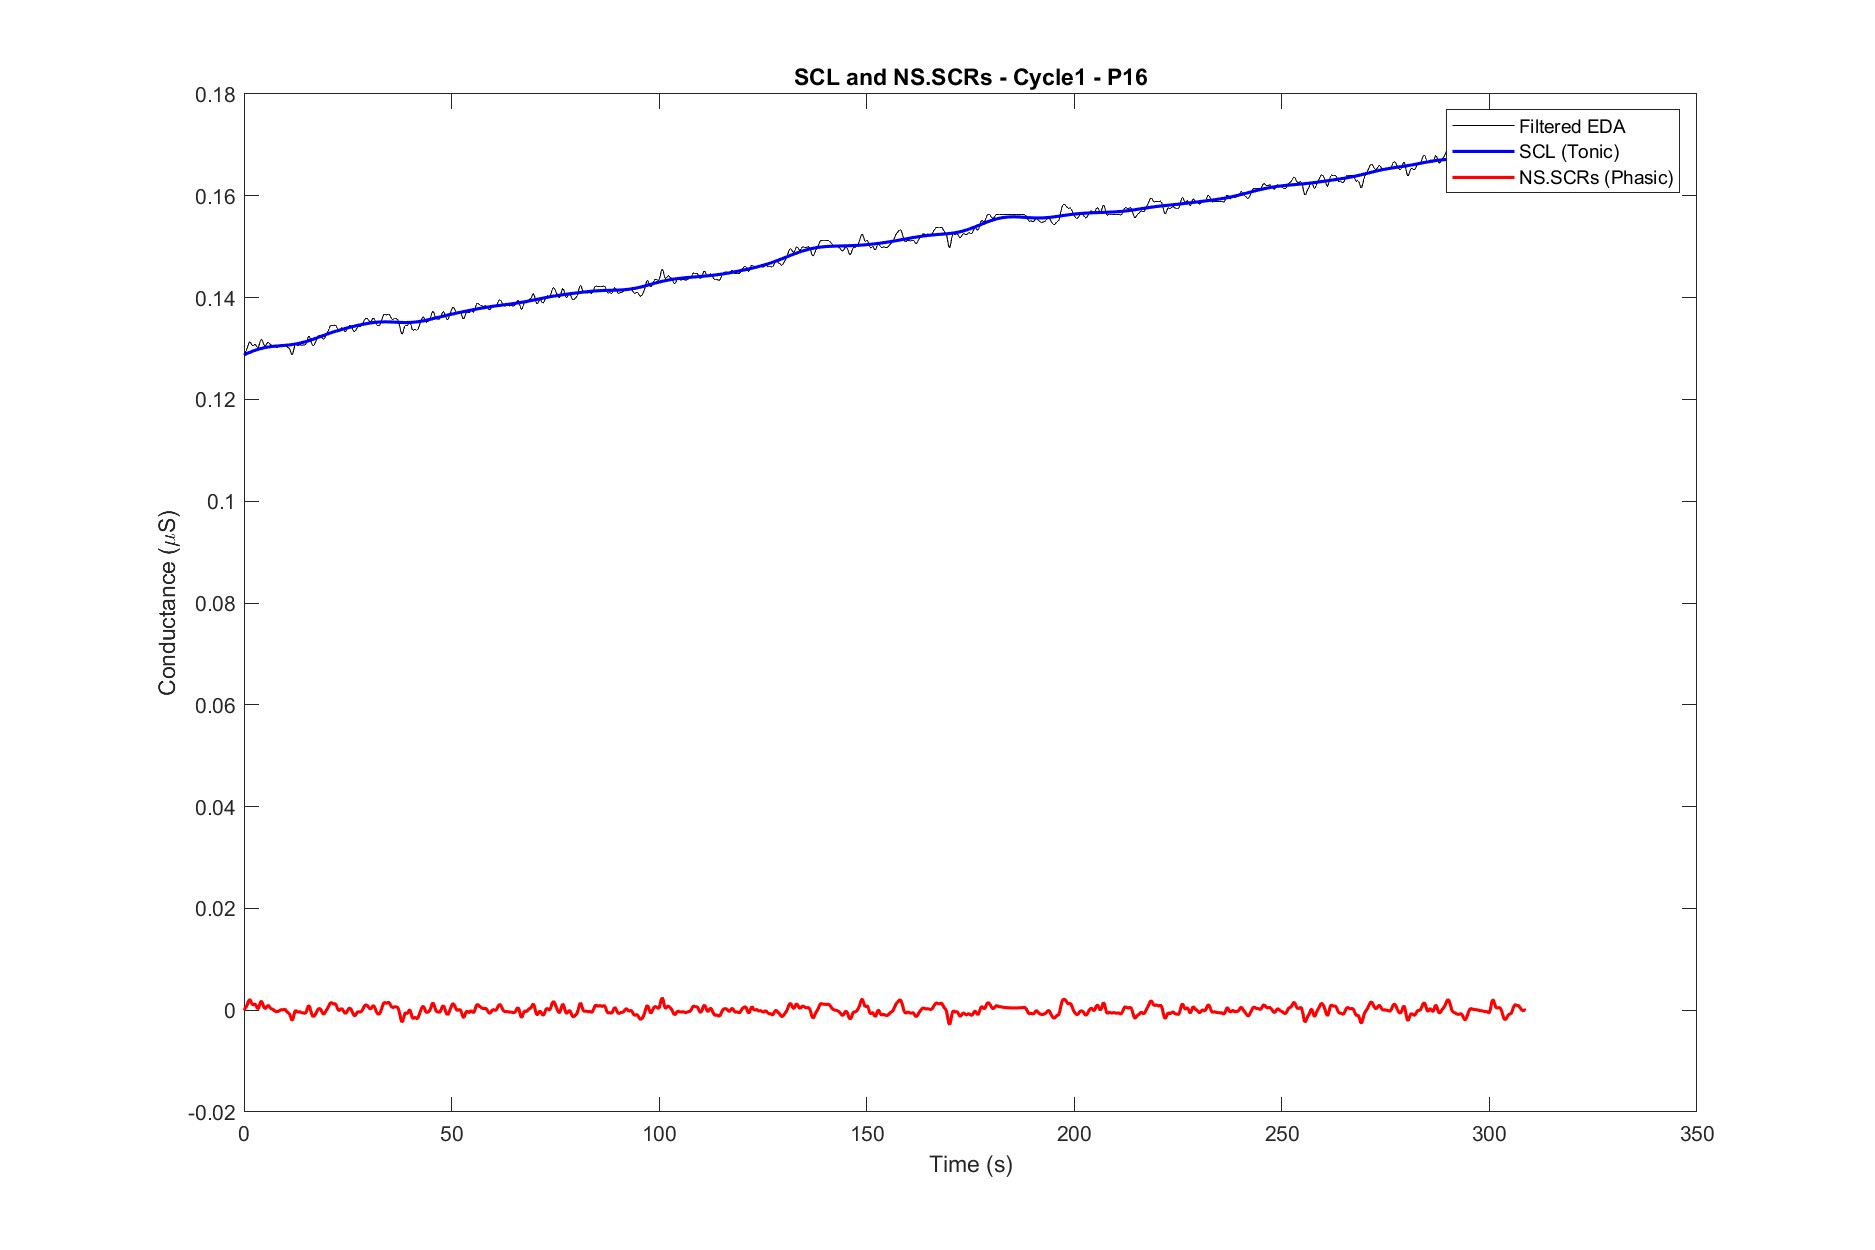 SCL and NS.SCRs - Cycle1 - P16
0.18
0.16
0.14
0.12
0.1
0.08
0.06
0.04
0.02
0
-0.02
Conductance (μS)
Filtered EDA
SCL (Tonic)
NS.SCRs (Phasic)
0 50 100 150 200 250 300 350
Time (s)